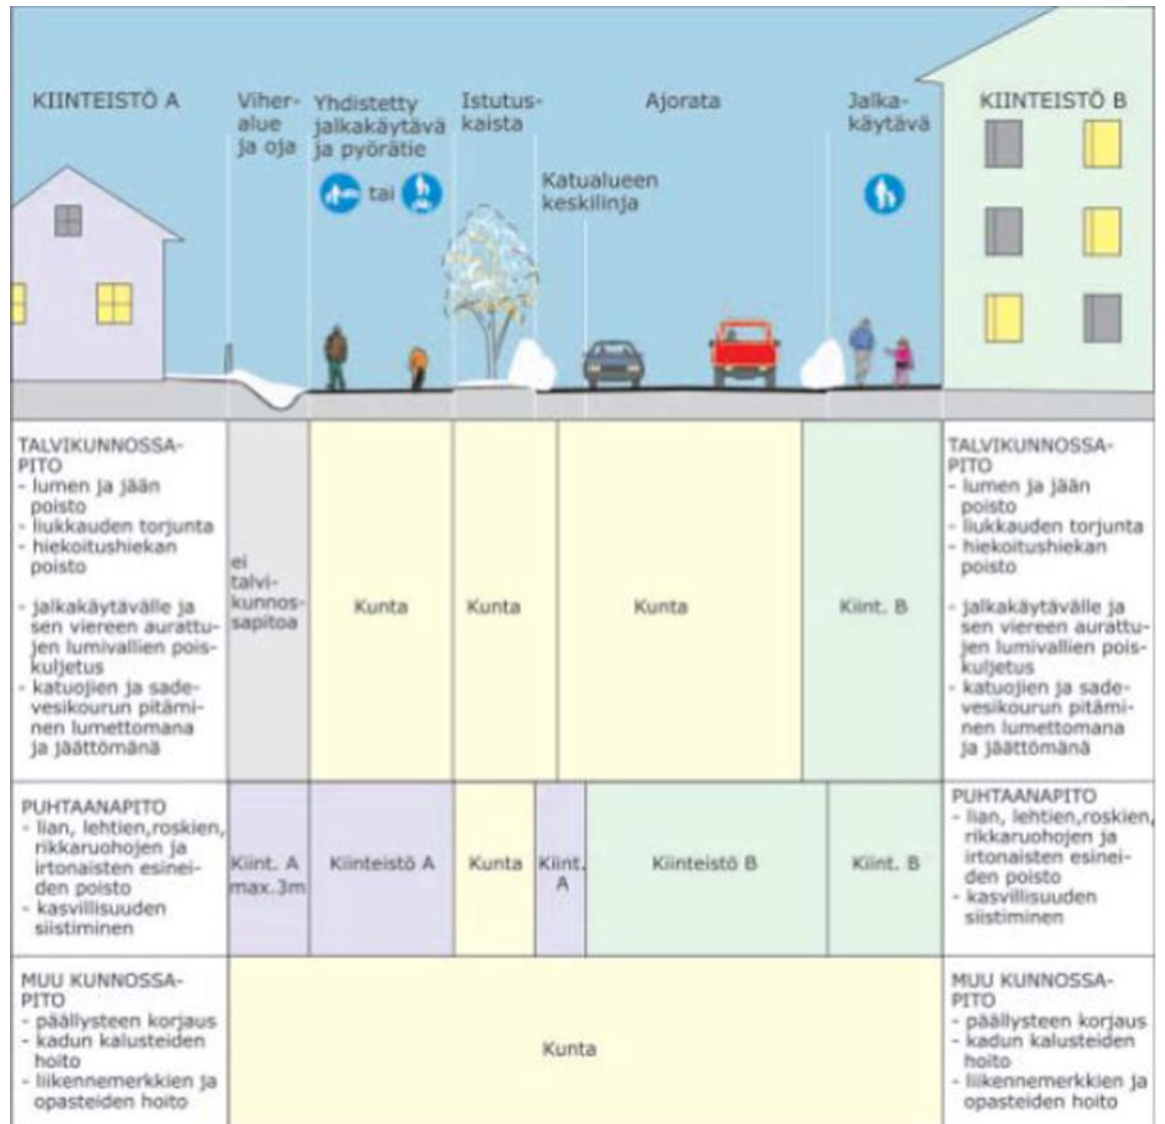 KIINTEISTÖ A
Viher-
alue
ja oja
Yhdistetty
jalkakäytävä
ja pyörätie
tai
Istutus-
kaista
Katualueen
keskilinja
Ajorata
Jalka-
käytävä
KIINTEISTÖ B
TALVIKUNNOSSA-
PITO
- lumen ja jään
poisto
- liukkauden torjunta
- hiekoitushiekan
poisto
- jalkakäytävälle ja
sen viereen aurattu-
jen lumivallien pois-
kuljetus
- katuojien ja sade-
vesikourun pitämi-
nen lumettomana
ja jäättömänä
ei
talvi-
kunnos-
sapitoa
Kunta
Kunta
Kunta
Kiint. B
TALVIKUNNOSSA-
PITO
- lumen ja jään
poisto
- liukkauden torjunta
- hiekoitushiekan
poisto
- jalkakäytävälle ja
sen viereen aurattu-
jen lumivallien pois-
kuljetus
- katuojien ja sade-
vesikourun pitämi-
nen lumettomana
ja jäättömänä
PUHTAANAPITO
- lian, lehtien,roskien,
rikkaruohojen ja
irtonaisten esinei-
den poisto
- kasvillisuuden
siistiminen
Kiint. A
max.3m
Kiinteistö A
Kunta
Kiint.
A
Kiinteistö B
Kiint. B
PUHTAANAPITO
- lian, lehtien,roskien,
rikkaruohojen ja
irtonaisten esinei-
den poisto
- kasvillisuuden
siistiminen
MUU KUNNOSSA-
PITO
- päällysteen korjaus
- kadun kalusteiden
hoito
- liikennemerkkien ja
opasteiden hoito
Kunta
MUU KUNNOSSA-
PITO
- päällysteen korjaus
- kadun kalusteiden
hoito
- liikennemerkkien ja
opasteiden hoito